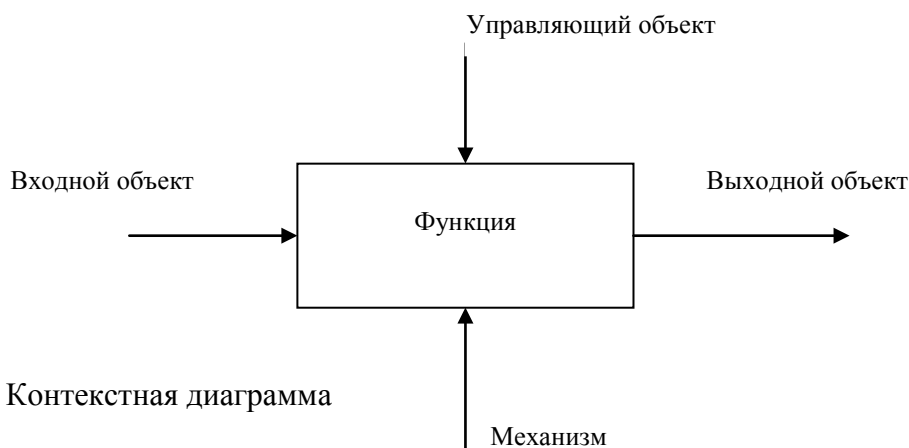 Управляющий объект
Входной объект
Выходной объект
Функция
Контекстная диаграмма
Механизм